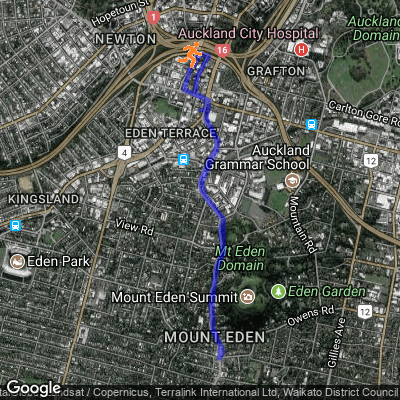 Hopetoun St
1
Auckland City Hospital
NEWTON
16
H
Auckland
Domain
GRAFTON
Carlton Gore Rd
EDEN TERRACE
4
Auckland
Grammar School
12
KINGSLAND
Mountain Rd
View Rd
Eden Park
Mt Eden
Domain
Mount Eden Summit
Eden Garden
Owens Rd
12
MOUNT EDEN
Gillies Ave
Google
Landsat / Copernicus, Terralink International Ltd, Waikato District Council